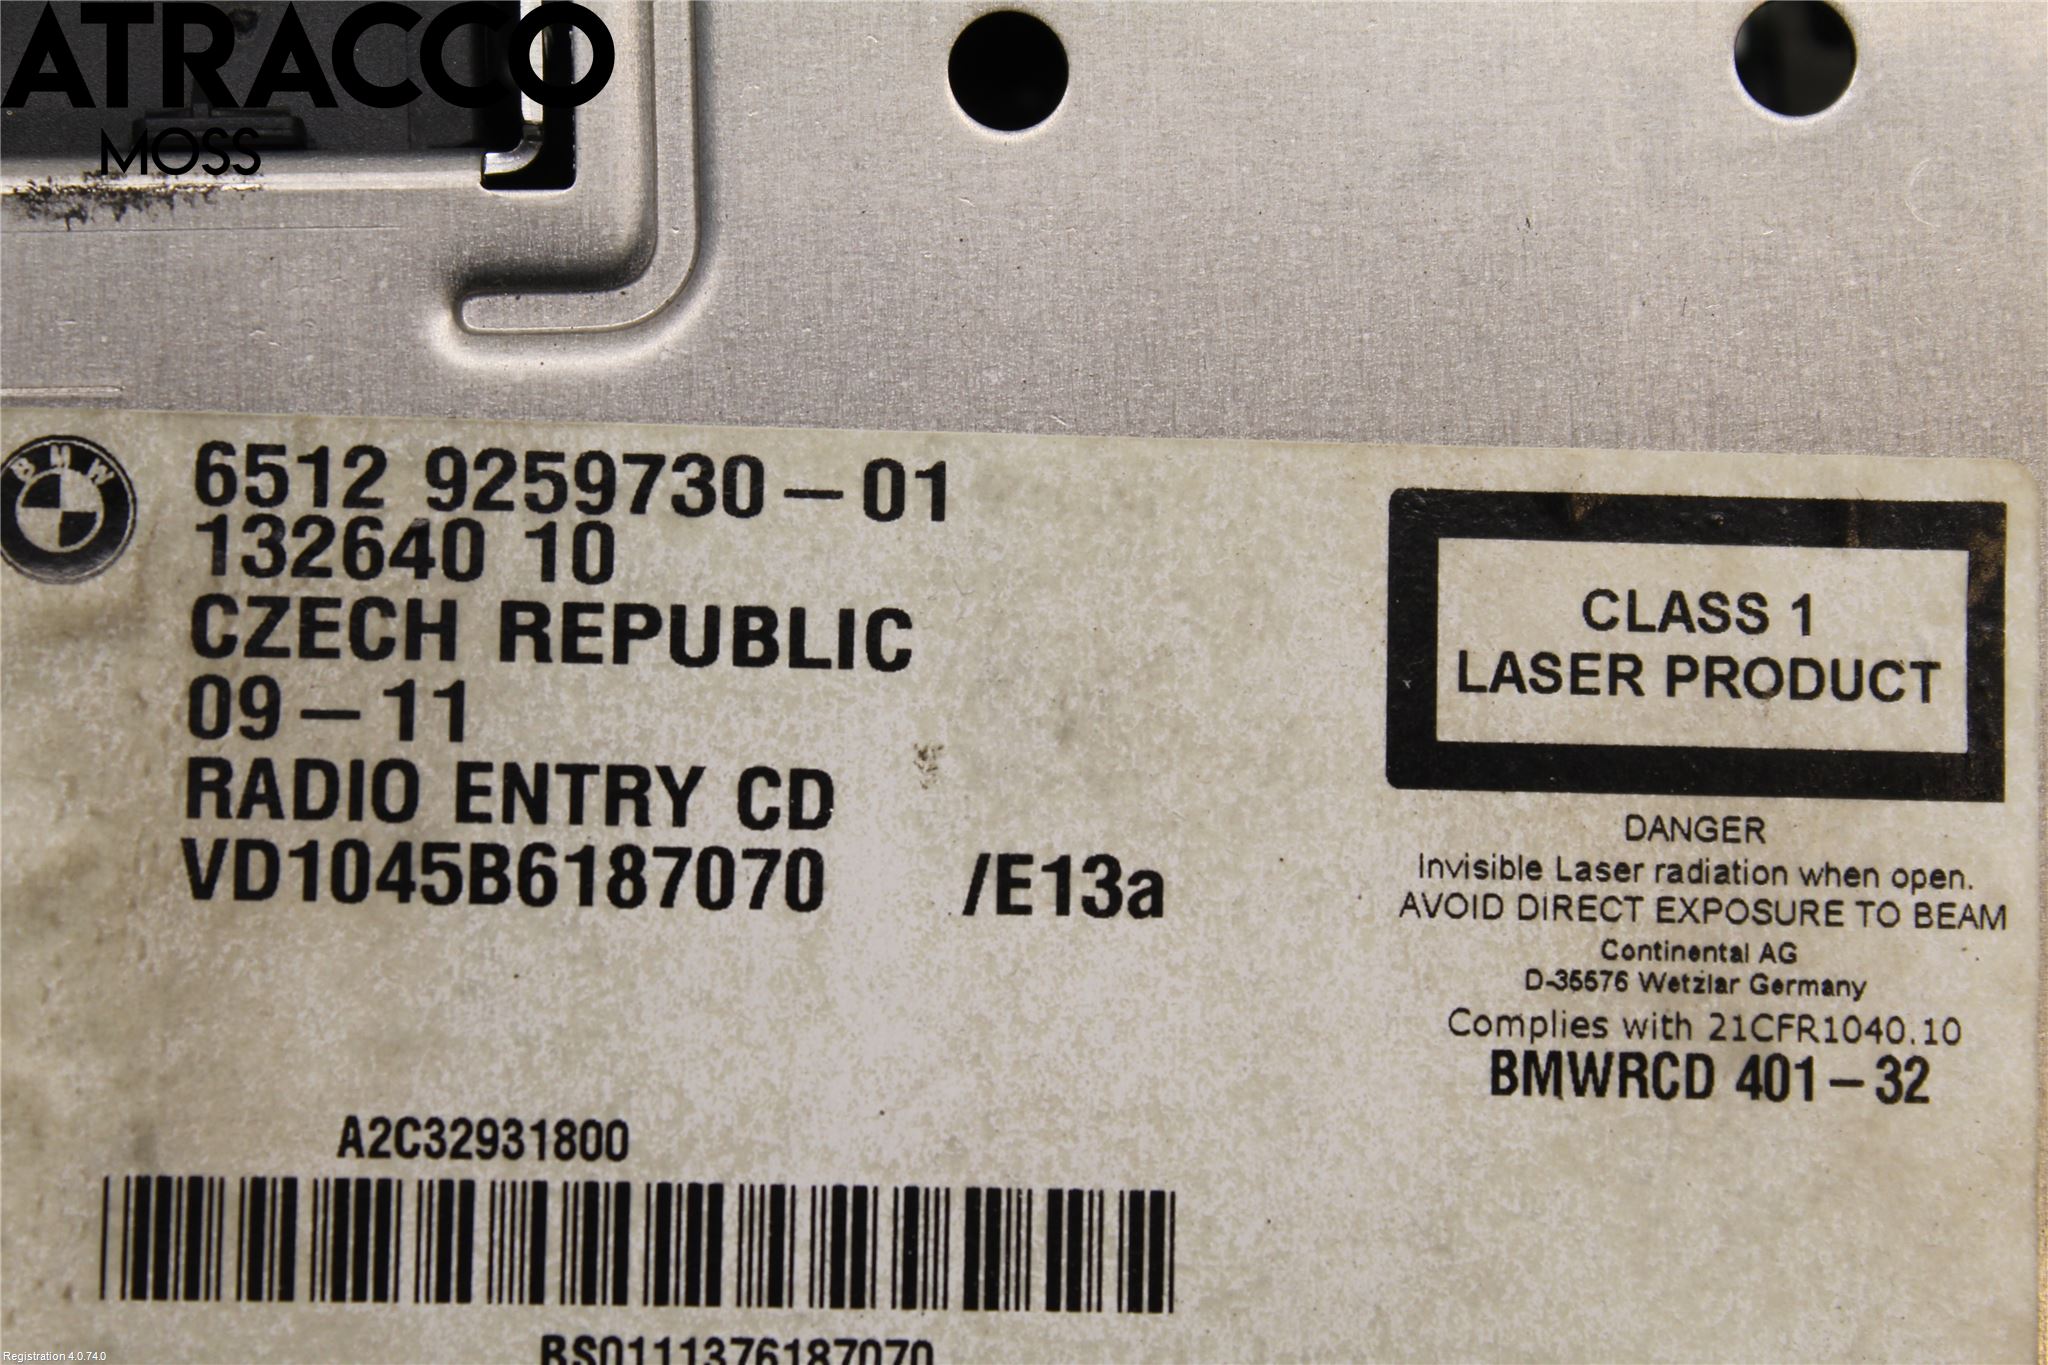 ATRACCO
MOSS
BMW
6512 9259730-01
132640 10
CZECH REPUBLIC
09-11
RADIO ENTRY CD
VD1045B6187070 /E13a
A2C32931800
BS0111376187070
CLASS 1
LASER PRODUCT
DANGER
Invisible Laser radiation when open.
AVOID DIRECT EXPOSURE TO BEAM
Continental AG
D-35576 Wetzlar Germany
Complies with 21CFR1040.10
BMWRCD 401-32
Registration 4.0.74.0